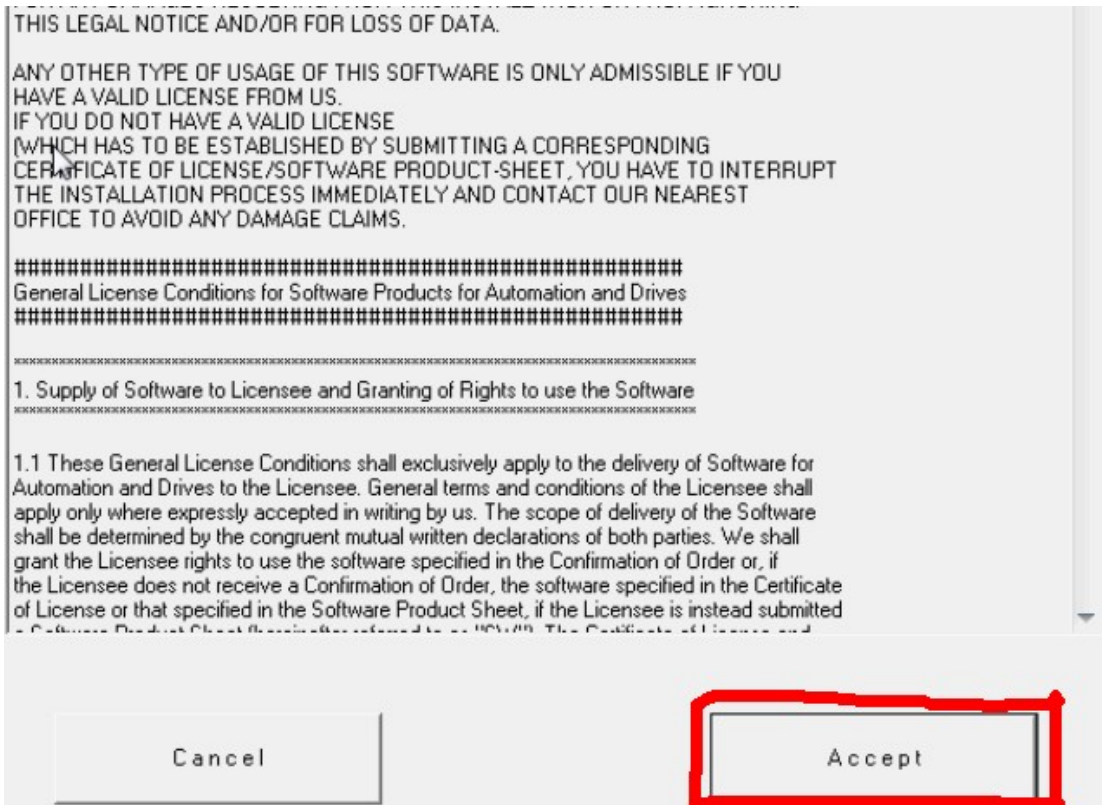 THIS LEGAL NOTICE AND/OR FOR LOSS OF DATA.
ANY OTHER TYPE OF USAGE OF THIS SOFTWARE IS ONLY ADMISSIBLE IF YOU
HAVE A VALID LICENSE FROM US.
IF YOU DO NOT HAVE A VALID LICENSE
(WHICH HAS TO BE ESTABLISHED BY SUBMITTING A CORRESPONDING
CERTIFICATE OF LICENSE/SOFTWARE PRODUCT-SHEET, YOU HAVE TO INTERRUPT
THE INSTALLATION PROCESS IMMEDIATELY AND CONTACT OUR NEAREST
OFFICE TO AVOID ANY DAMAGE CLAIMS.
###################################################
General License Conditions for Software Products for Automation and Drives
###################################################
*******************************************************************************************
1. Supply of Software to Licensee and Granting of Rights to use the Software
*******************************************************************************************
1.1 These General License Conditions shall exclusively apply to the delivery of Software for
Automation and Drives to the Licensee. General terms and conditions of the Licensee shall
apply only where expressly accepted in writing by us. The scope of delivery of the Software
shall be determined by the congruent mutual written declarations of both parties. We shall
grant the Licensee rights to use the software specified in the Confirmation of Order or, if
the Licensee does not receive a Confirmation of Order, the software specified in the Certificate
of License or that specified in the Software Product Sheet, if the Licensee is instead submitted
Cancel
Accept